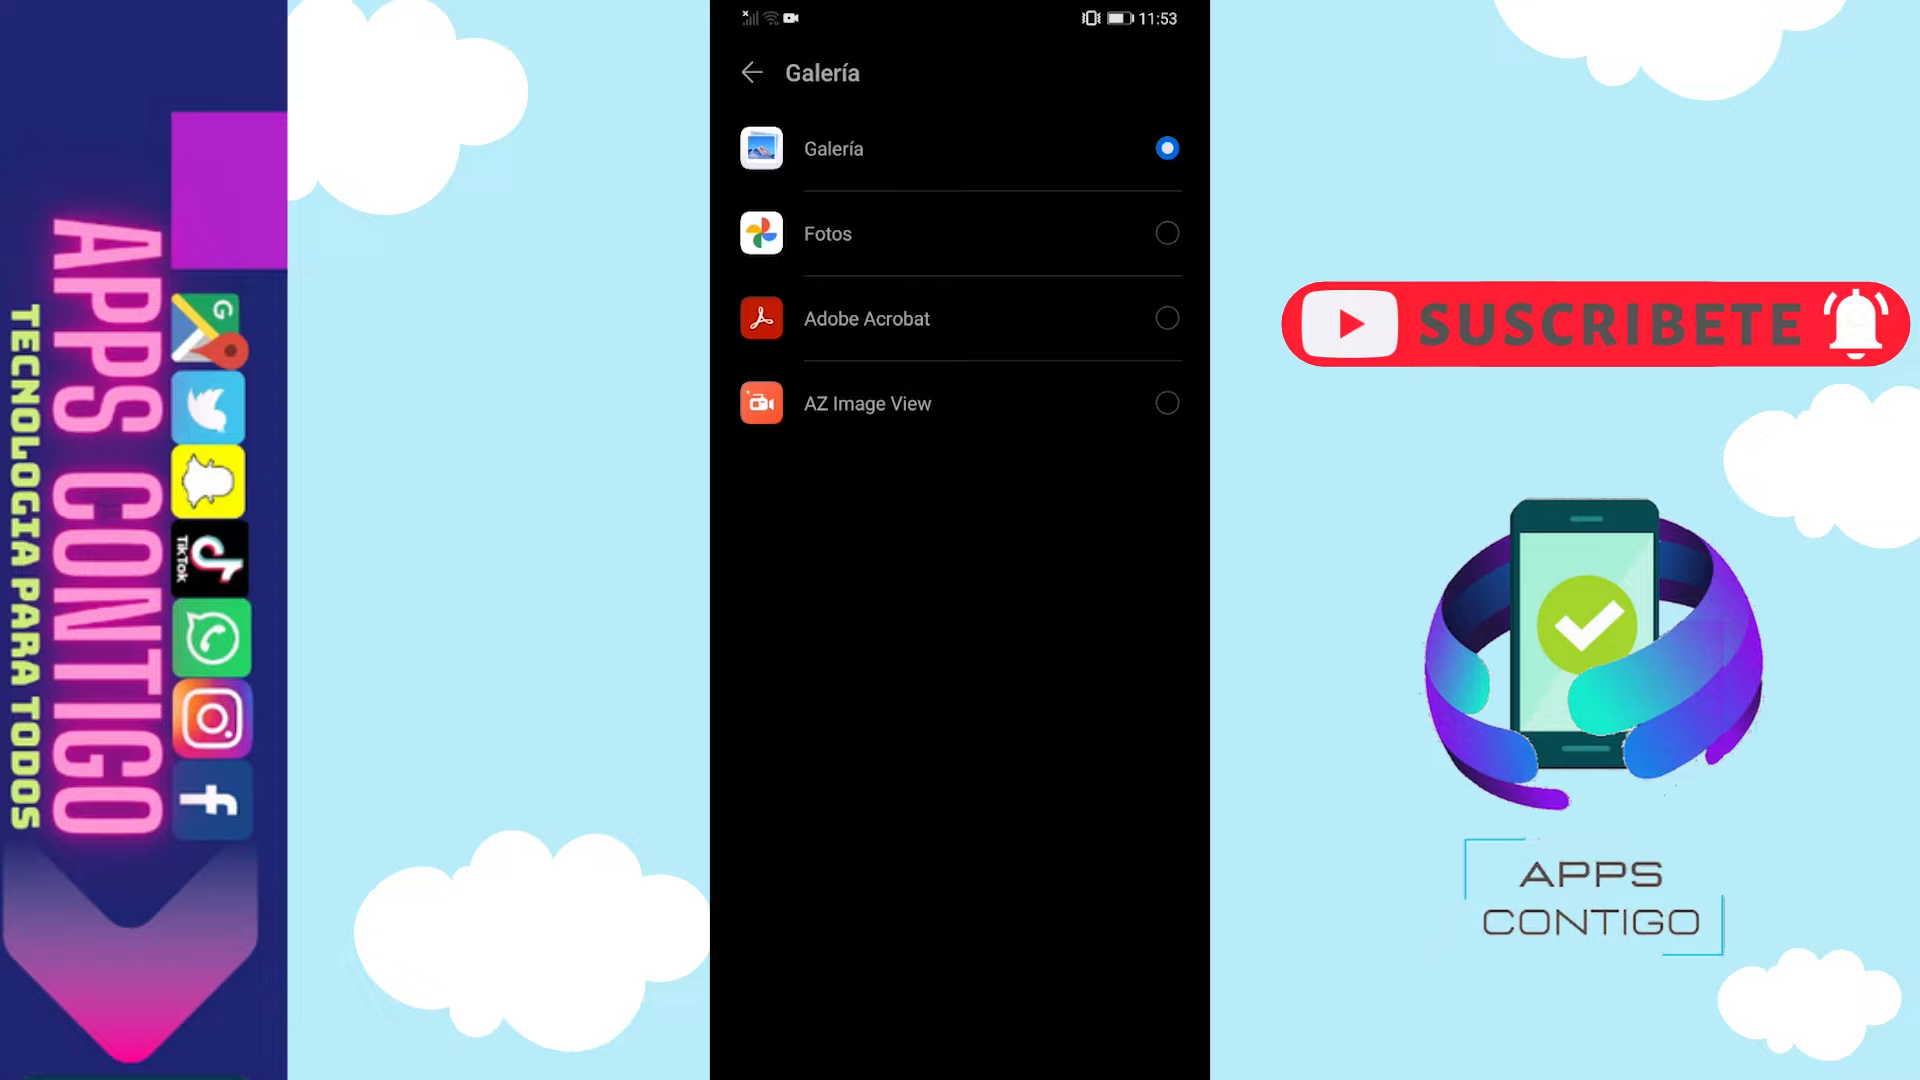 APPS CONTIGO
TECNOLOGIA PARA TODOS
G
TikTok
11:53
Galería
Galería
Fotos
Adobe Acrobat
AZ Image View
SUSCRIBETE
APPS
CONTIGO